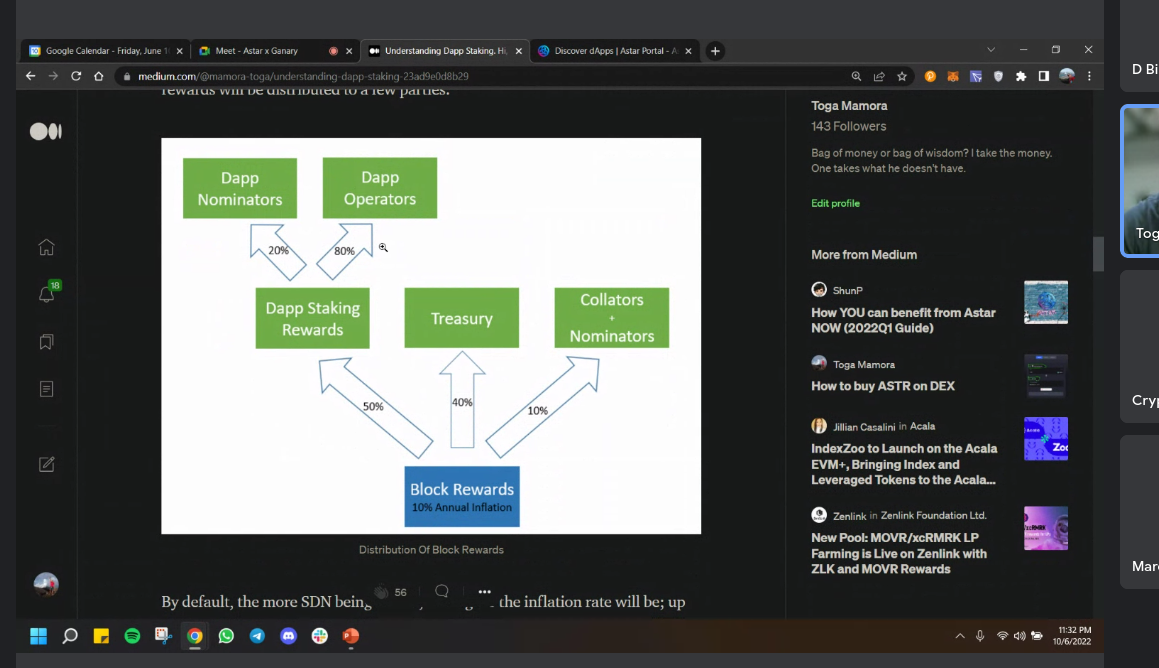 Google Calendar - Friday, June 1
Meet - Astar x Ganary
Understanding Dapp Staking. Hi,
Discover dApps | Astar Portal - A
medium.com/@mamora-toga/understanding-dapp-staking-23ad9e0d8b29
rewards will be distributed to a few parties.
Dapp
Nominators
Dapp
Operators
20%
80%
Dapp Staking
Rewards
Treasury
Collators
+
Nominators
50%
40%
10%
Block Rewards
10% Annual Inflation
Distribution Of Block Rewards
56
By default, the more SDN being
the inflation rate will be; up
18
Toga Mamora
143 Followers
Bag of money or bag of wisdom? I take the money.
One takes what he doesn't have.
Edit profile
More from Medium
ShunP
How YOU can benefit from Astar
NOW (2022Q1 Guide)
Toga Mamora
How to buy ASTR on DEX
Jillian Casalini in Acala
IndexZoo to Launch on the Acala
EVM+, Bringing Index and
Leveraged Tokens to the Acala...
Zenlink in Zenlink Foundation Ltd.
New Pool: MOVR/xcRMRK LP
Farming is Live on Zenlink with
ZLK and MOVR Rewards
D Bi
Tog
Cryp
Marc
11:32 PM
10/6/2022